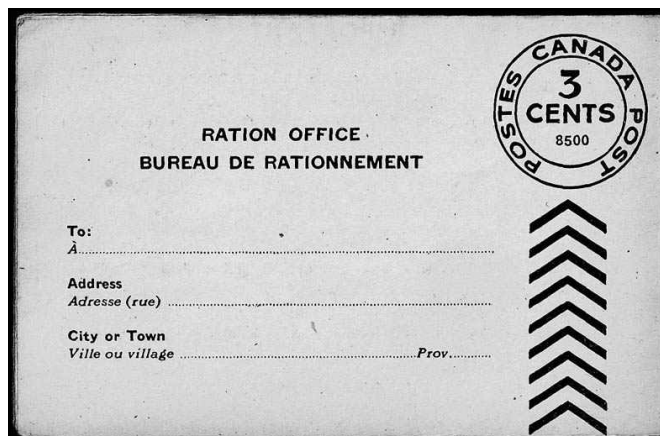 POSTES CANADA POST
3
CENTS
8500
RATION OFFICE
BUREAU DE RATIONNEMENT
To:
À
Address
Adresse (rue)
City or Town
Ville ou village Prov.